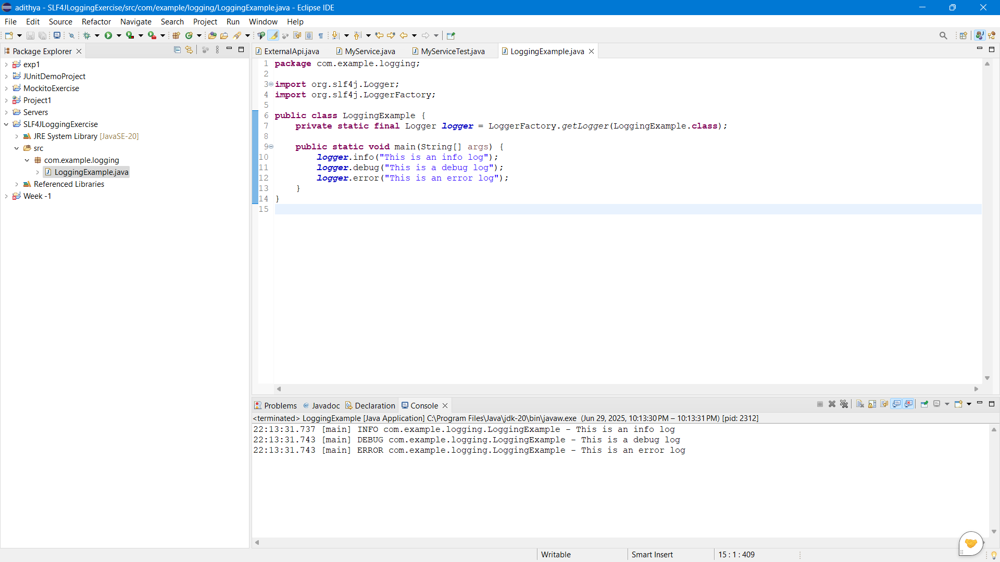 adithya - SLF4JLoggingExercise/src/com/example/logging/LoggingExample.java - Eclipse IDE
File Edit Source Refactor Navigate Search Project Run Window Help
Package Explorer
exp1
JUnitDemoProject
MockitoExercise
Project1
Servers
SLF4JLoggingExercise
JRE System Library [JavaSE-20]
src
com.example.logging
LoggingExample.java
Referenced Libraries
Week -1
ExternalApi.java MyService.java MyServiceTest.java LoggingExample.java
1 package com.example.logging;
2
3 import org.slf4j.Logger;
4 import org.slf4j.LoggerFactory;
5
6 public class LoggingExample {
7 private static final Logger logger = LoggerFactory.getLogger(LoggingExample.class);
8
9 public static void main(String[] args) {
10 logger.info("This is an info log");
11 logger.debug("This is a debug log");
12 logger.error("This is an error log");
13 }
14 }
15
Problems @ Javadoc Declaration Console
<terminated> LoggingExample [Java Application] C:\Program Files\Java\jdk-20\bin\javaw.exe (Jun 29, 2025, 10:13:30 PM – 10:13:31 PM) [pid: 2312]
22:13:31.737 [main] INFO com.example.logging.LoggingExample - This is an info log
22:13:31.743 [main] DEBUG com.example.logging.LoggingExample - This is a debug log
22:13:31.743 [main] ERROR com.example.logging.LoggingExample - This is an error log
Writable Smart Insert 15 : 1 : 409